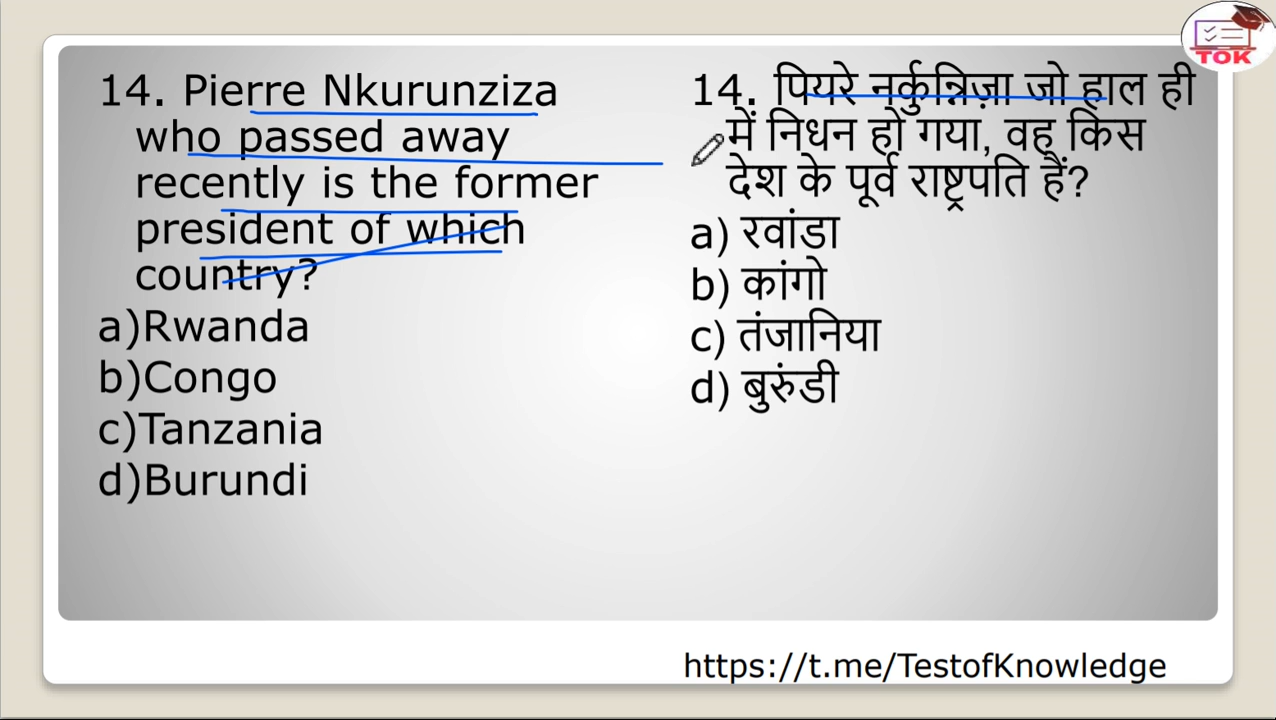 TOK
14. Pierre Nkurunziza
who passed away
recently is the former
president of which
country?
a)Rwanda
b)Congo
c)Tanzania
d)Burundi
14. पियरे नर्कुन्निज़ा जो हाल ही
में निधन हो गया, वह किस
देश के पूर्व राष्ट्रपति हैं?
a) रवांडा
b) कांगो
c) तंजानिया
d) बुरुंडी
https://t.me/TestofKnowledge